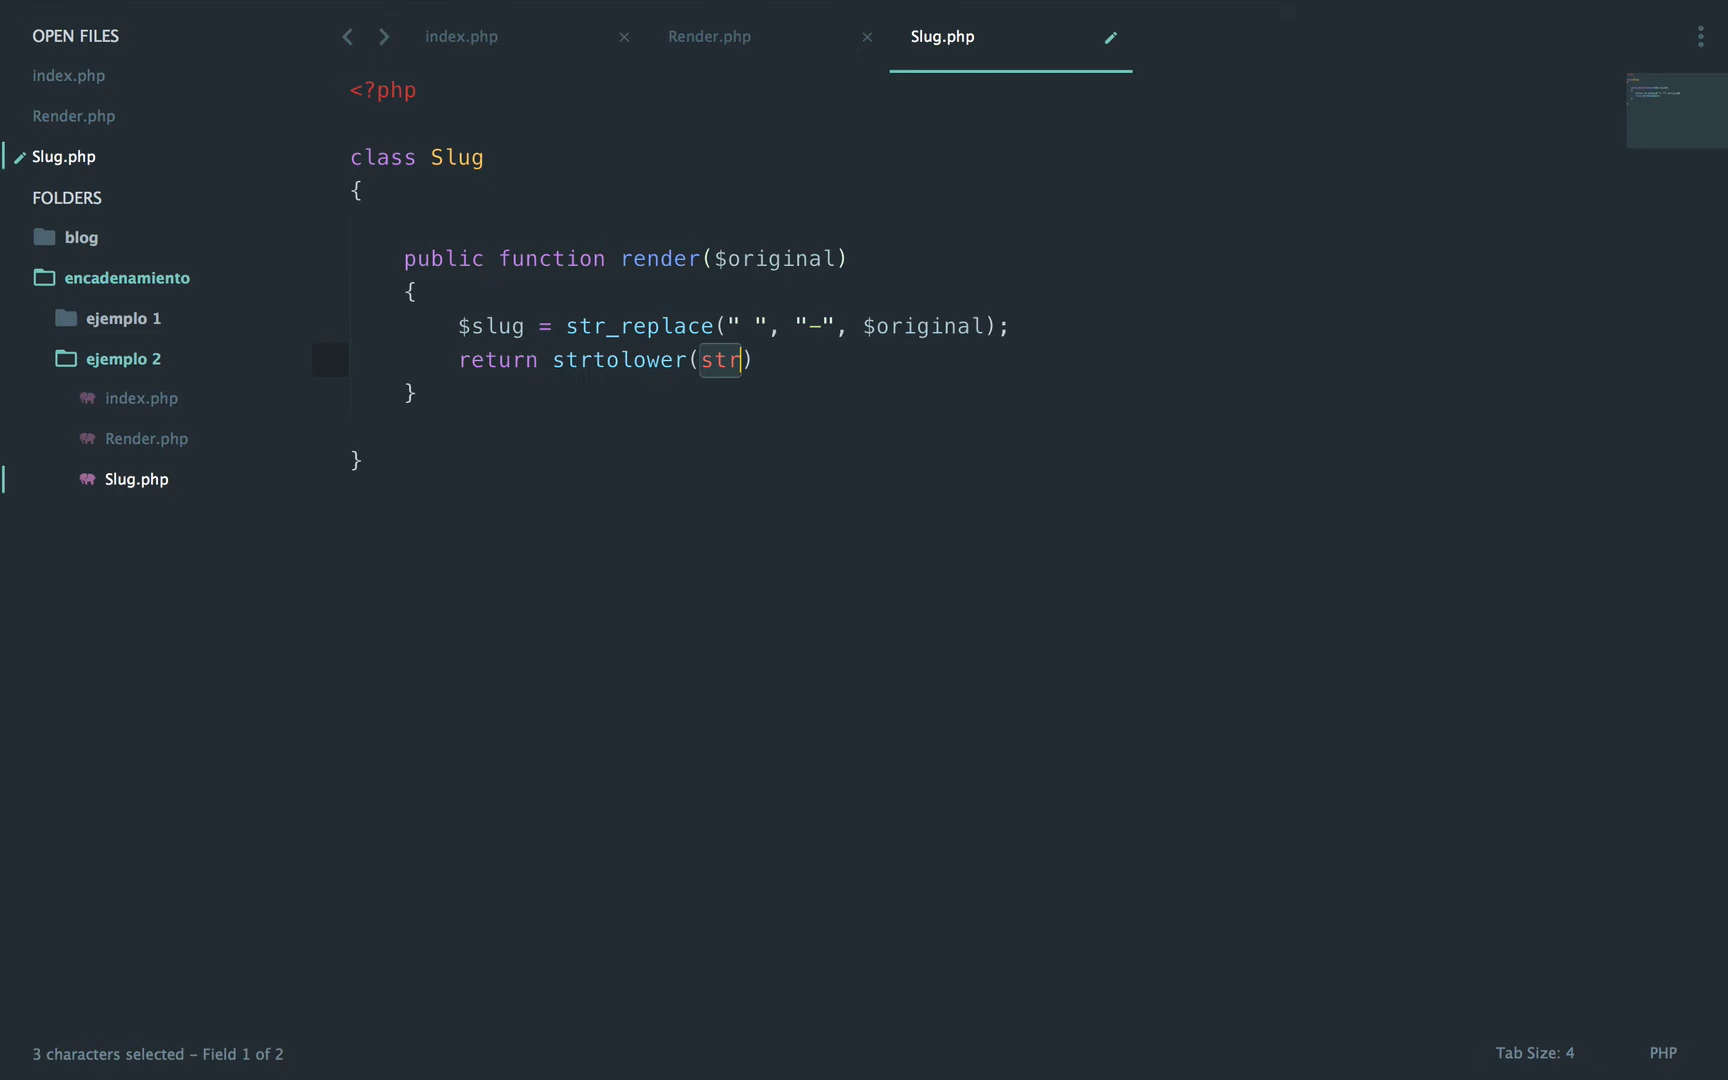 OPEN FILES
index.php
Render.php
Slug.php
FOLDERS
blog
encadenamiento
ejemplo 1
ejemplo 2
index.php
Render.php
Slug.php
index.php
Render.php
Slug.php
<?php
class Slug
{
public function render($original)
{
$slug = str_replace(" ", "-", $original);
return strtolower(str)
}
}
3 characters selected – Field 1 of 2
Tab Size: 4
PHP